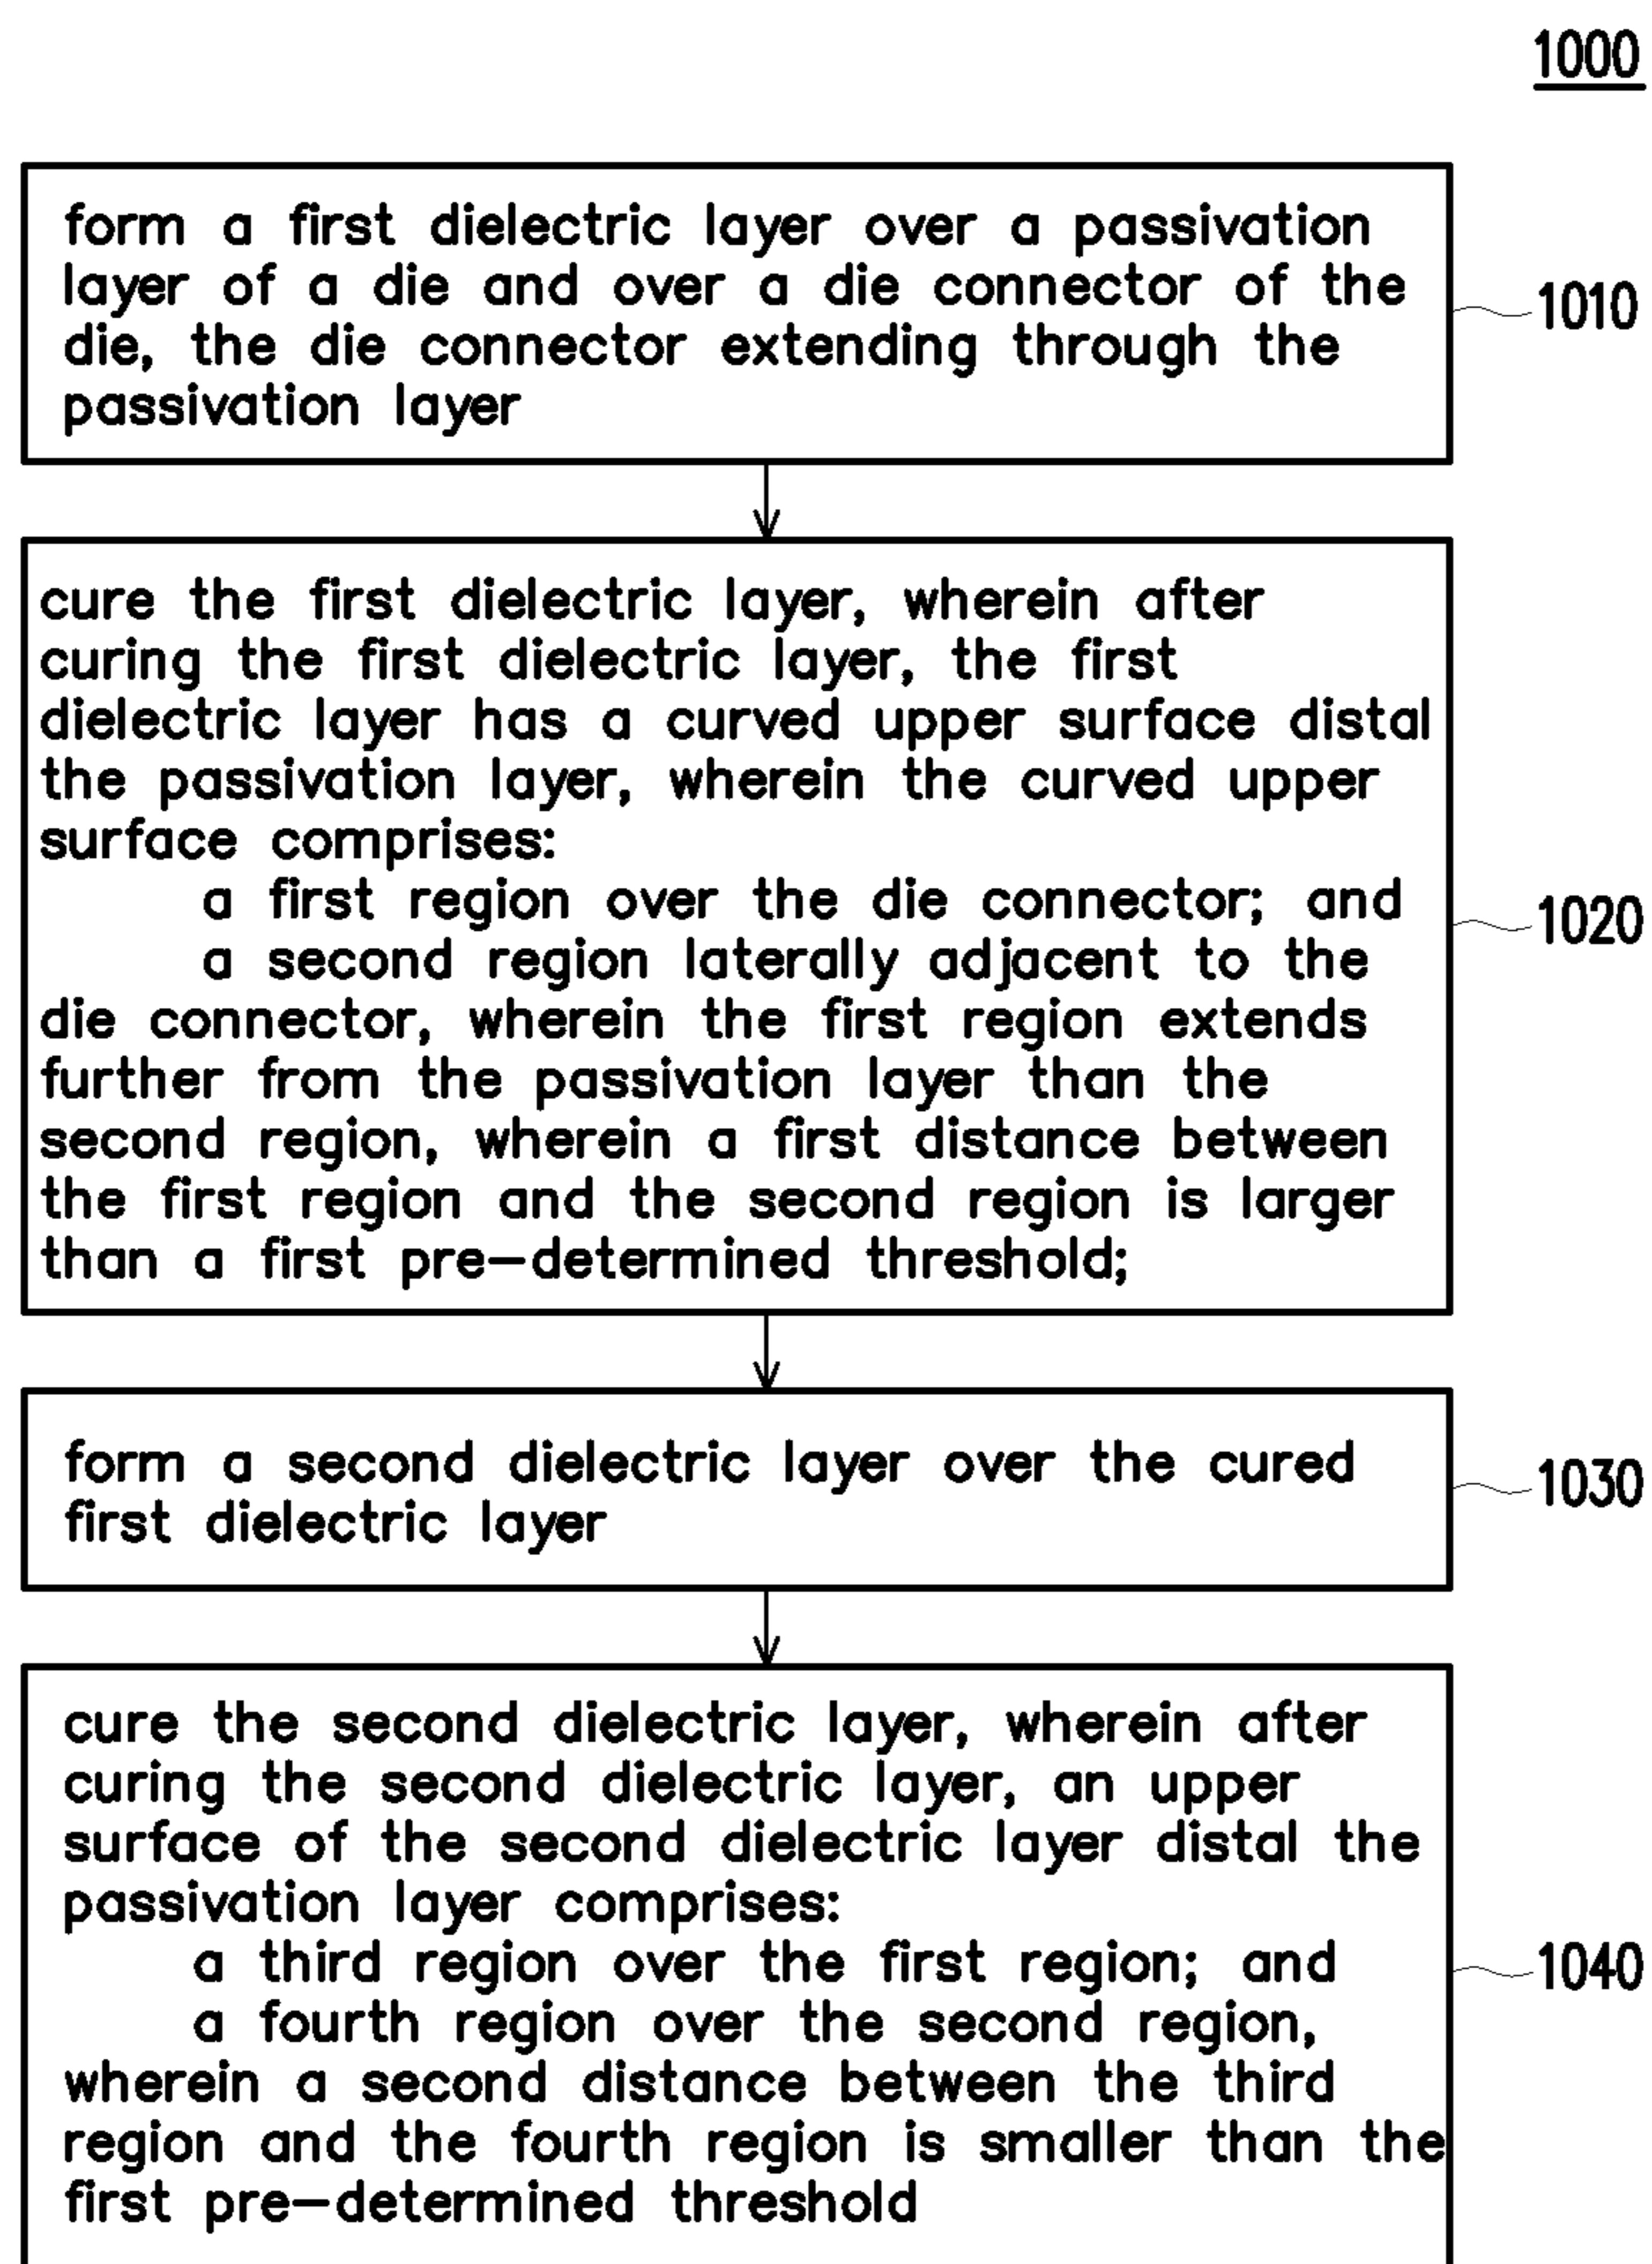 1000
form a first dielectric layer over a passivation
layer of a die and over a die connector of the
die, the die connector extending through the
passivation layer
1010
cure the first dielectric layer, wherein after
curing the first dielectric layer, the first
dielectric layer has a curved upper surface distal
the passivation layer, wherein the curved upper
surface comprises:
a first region over the die connector; and
a second region laterally adjacent to the
die connector, wherein the first region extends
further from the passivation layer than the
second region, wherein a first distance between
the first region and the second region is larger
than a first pre-determined threshold;
1020
form a second dielectric layer over the cured
first dielectric layer
1030
cure the second dielectric layer, wherein after
curing the second dielectric layer, an upper
surface of the second dielectric layer distal the
passivation layer comprises:
a third region over the first region; and
a fourth region over the second region,
wherein a second distance between the third
region and the fourth region is smaller than the
first pre-determined threshold
1040